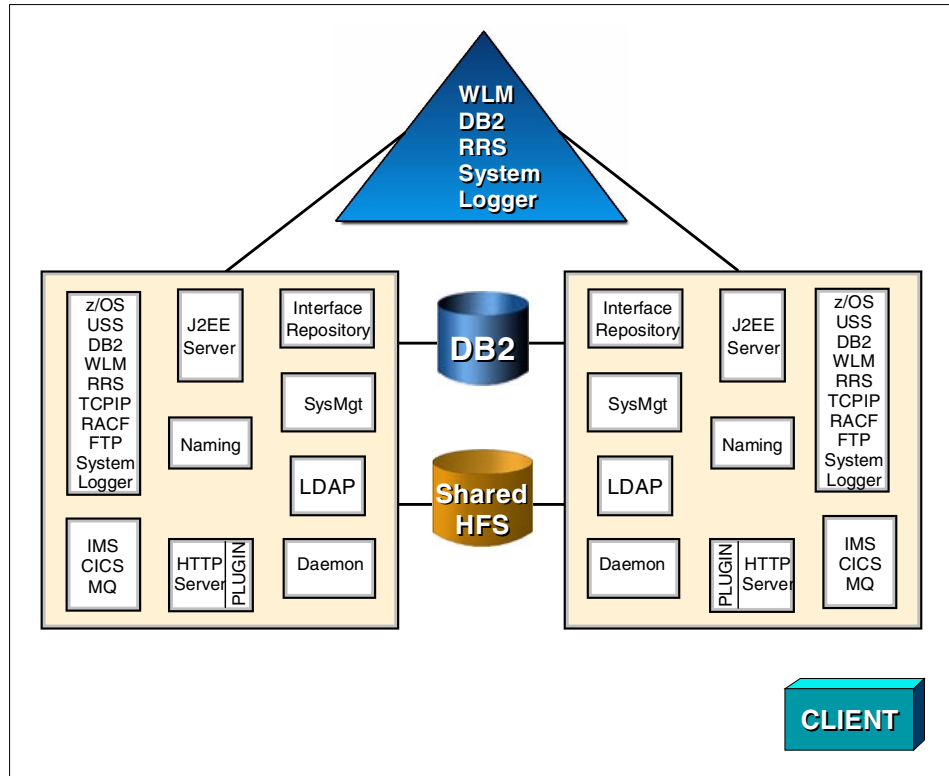 WLM
DB2
RRS
System
Logger
z/OS
USS
DB2
WLM
RRS
TCPIP
RACF
FTP
System
Logger
J2EE
Server
Interface
Repository
SysMgt
Naming
LDAP
IMS
CICS
MQ
HTTP
Server
PLUGIN
Daemon
DB2
Shared
HFS
Interface
Repository
J2EE
Server
z/OS
USS
DB2
WLM
RRS
TCPIP
RACF
FTP
System
Logger
SysMgt
Naming
LDAP
Daemon
PLUGIN
HTTP
Server
IMS
CICS
MQ
CLIENT